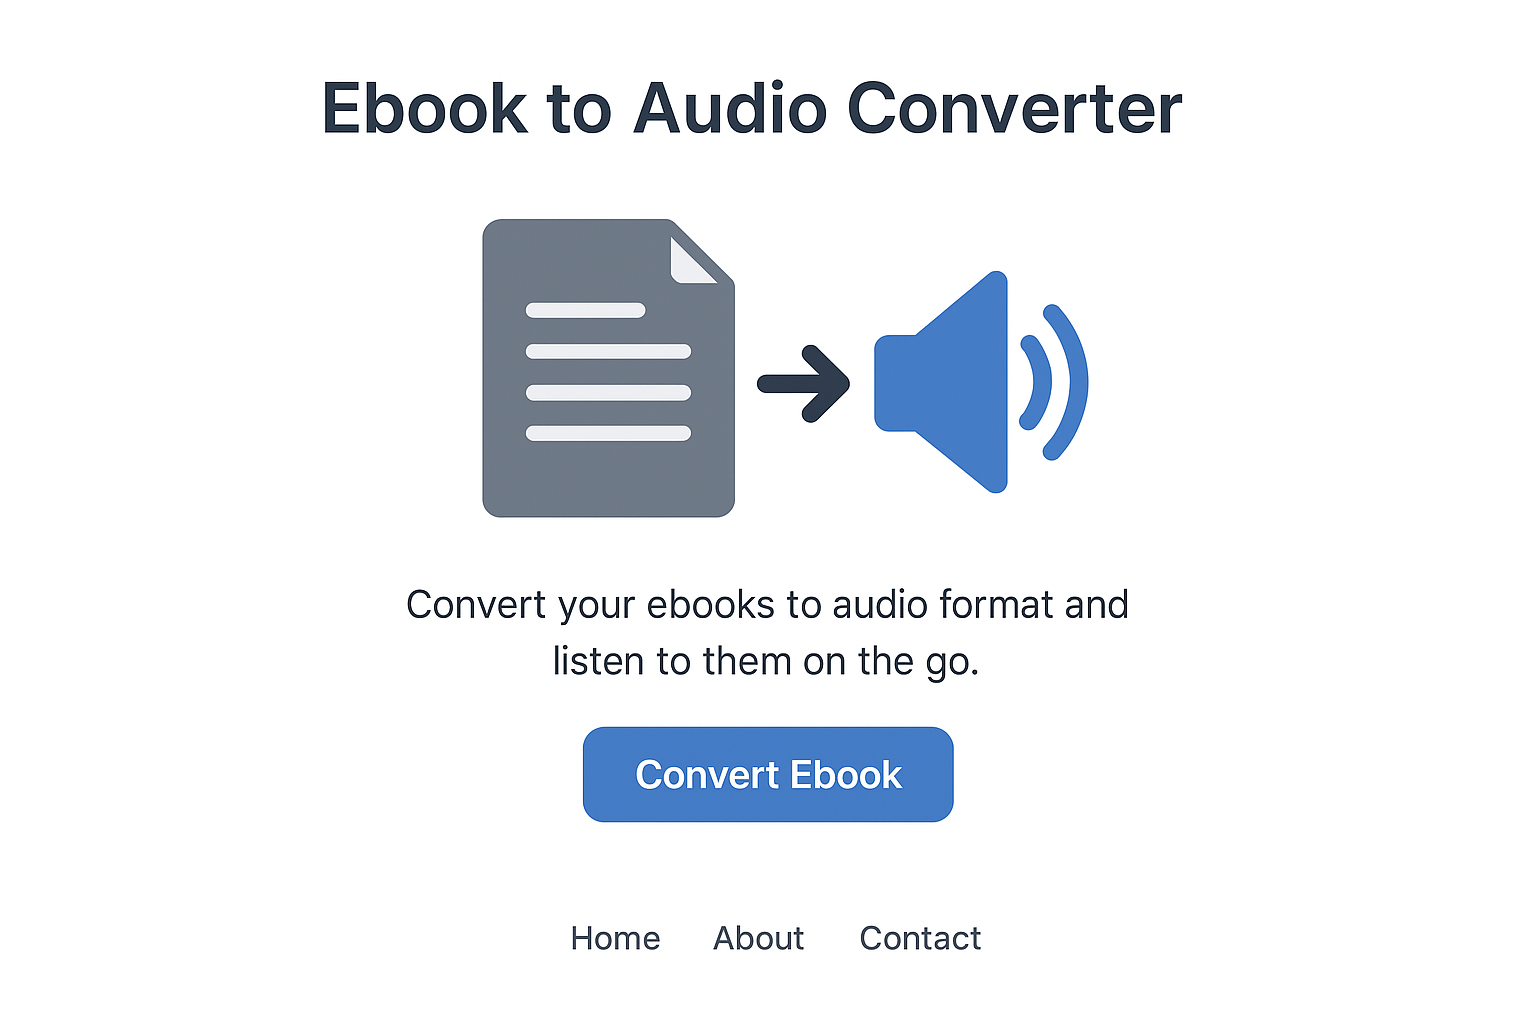 Ebook to Audio Converter
Convert your ebooks to audio format and
listen to them on the go.
Convert Ebook
Home About Contact